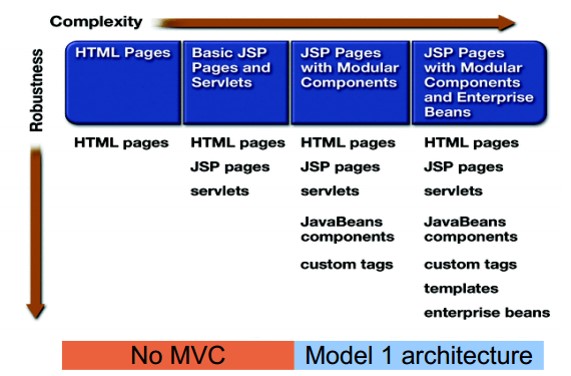 Complexity
Robustness
HTML Pages
Basic JSP
Pages and
Servlets
JSP Pages
with Modular
Components
JSP Pages
with Modular
Components
and Enterprise
Beans
HTML pages
HTML pages
JSP pages
servlets
HTML pages
JSP pages
servlets
JavaBeans
components
custom tags
HTML pages
JSP pages
servlets
JavaBeans
components
custom tags
templates
enterprise beans
No MVC
Model 1 architecture